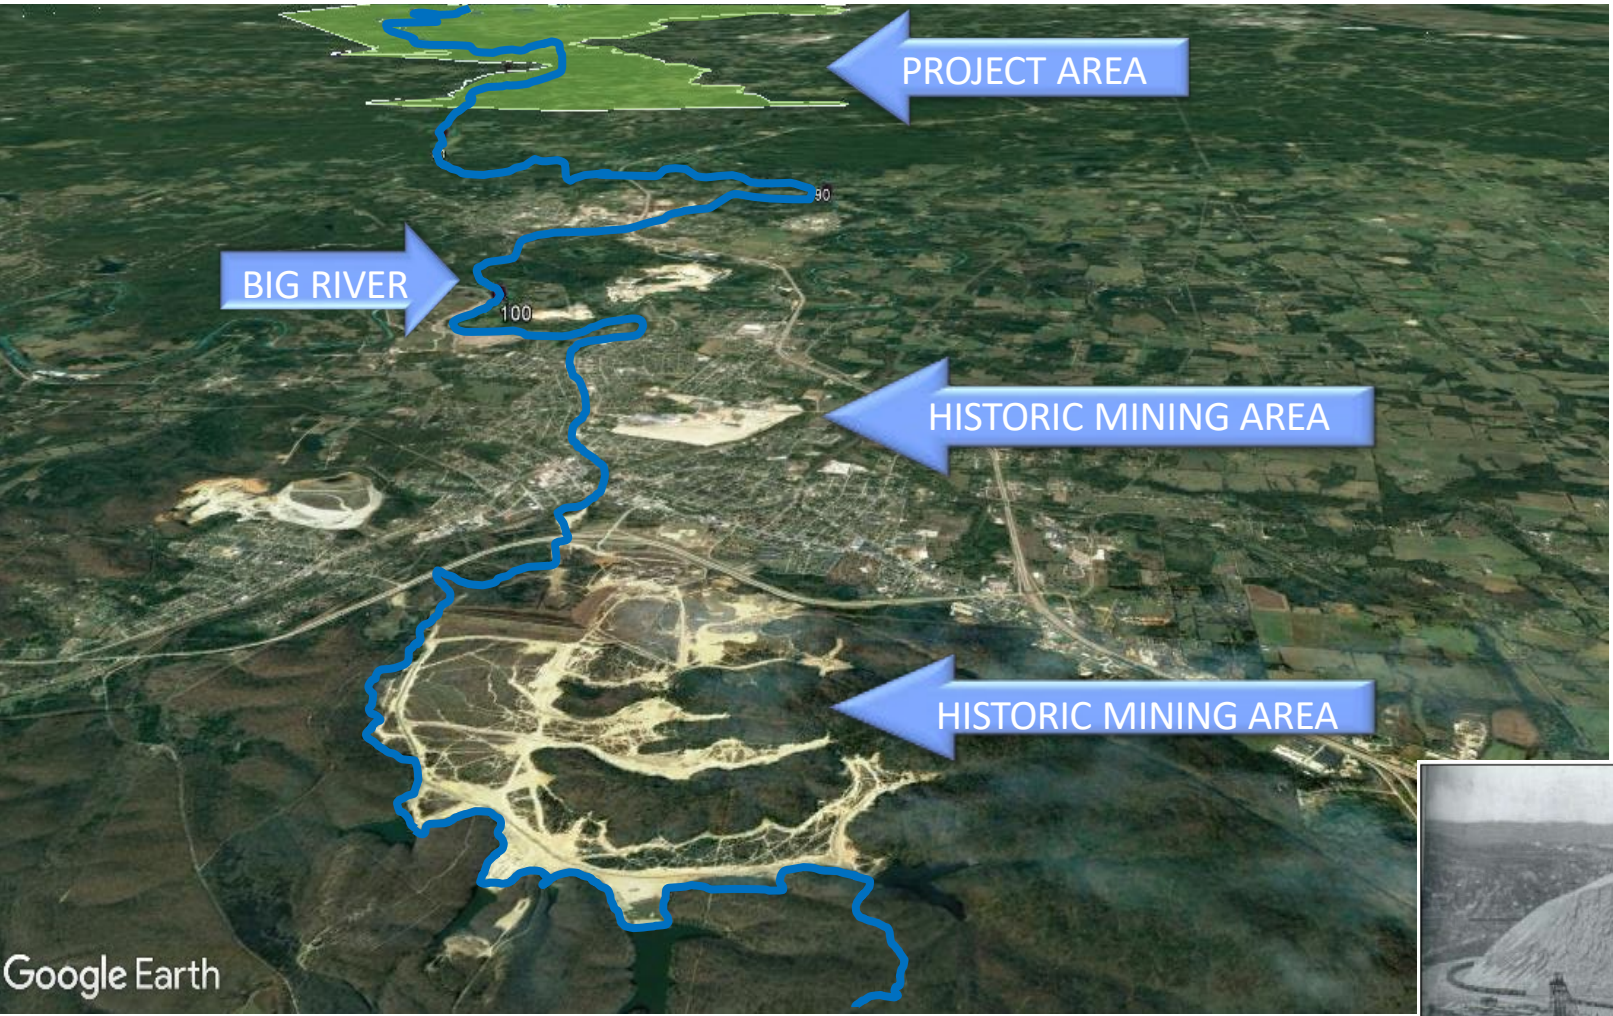 PROJECT AREA
90
BIG RIVER
100
HISTORIC MINING AREA
HISTORIC MINING AREA
Google Earth